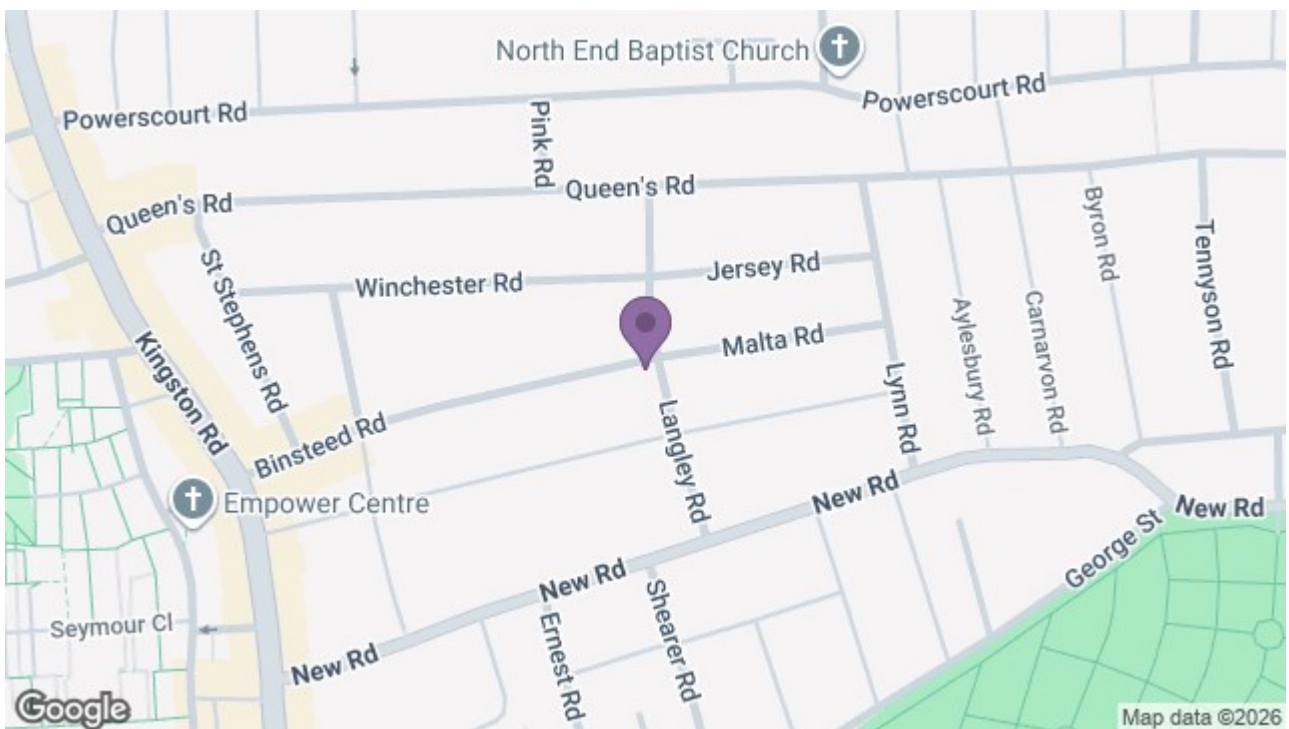 North End Baptist Church
Powerscourt Rd
Powerscourt Rd
Pink Rd
Queen's Rd
Queen's Rd
Byron Rd
Tennyson Rd
St Stephens Rd
Winchester Rd
Jersey Rd
Aylesbury Rd
Carnarvon Rd
Kingston Rd
Malta Rd
Lynn Rd
Binsteed Rd
Langley Rd
Empower Centre
New Rd
New Rd
George St
New Rd
Shearer Rd
Ernest Rd
Seymour Cl
New Rd
Google
Map data ©2026